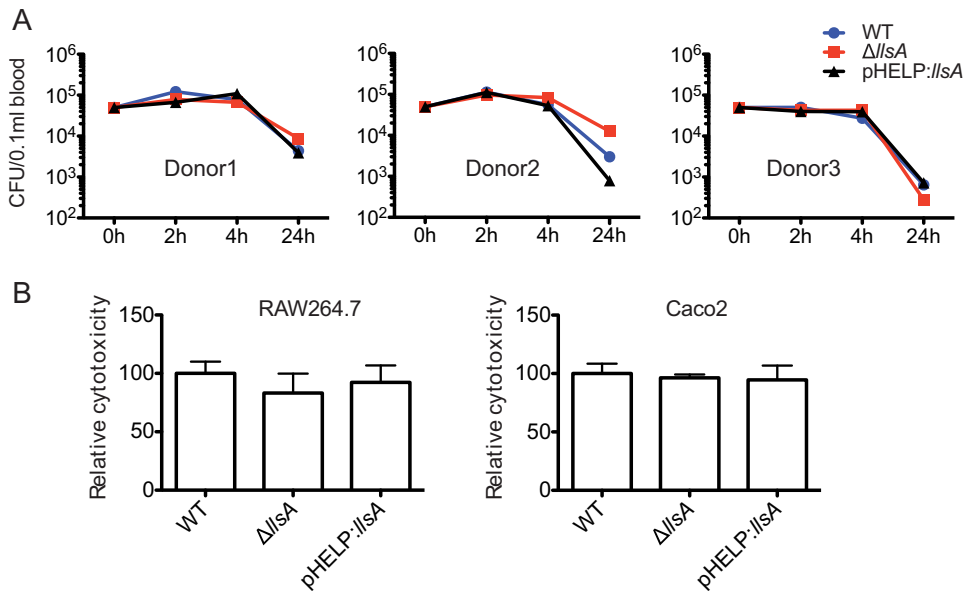 A
WT
ΔllsA
pHELP:llsA
CFU/0.1ml blood
10⁶
10⁵
10⁴
10³
10²
0h 2h 4h 24h
Donor1
10⁶
10⁵
10⁴
10³
10²
0h 2h 4h 24h
Donor2
10⁶
10⁵
10⁴
10³
10²
0h 2h 4h 24h
Donor3
B
RAW264.7
Relative cytotoxicity
150
100
50
0
WT
ΔllsA
pHELP:llsA
Caco2
Relative cytotoxicity
150
100
50
0
WT
ΔllsA
pHELP:llsA